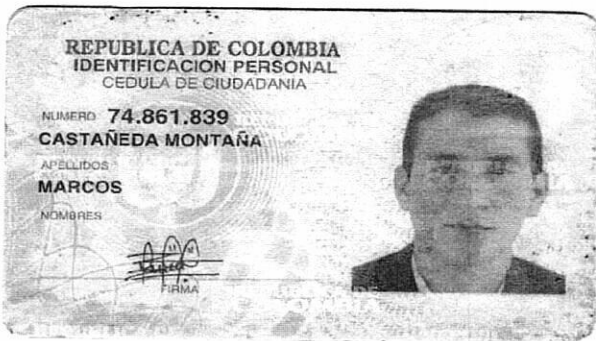 REPUBLICA DE COLOMBIA
IDENTIFICACION PERSONAL
CEDULA DE CIUDADANIA
NUMERO 74.861.839
CASTAÑEDA MONTAÑA
APELLIDOS
MARCOS
NOMBRES
FIRMA